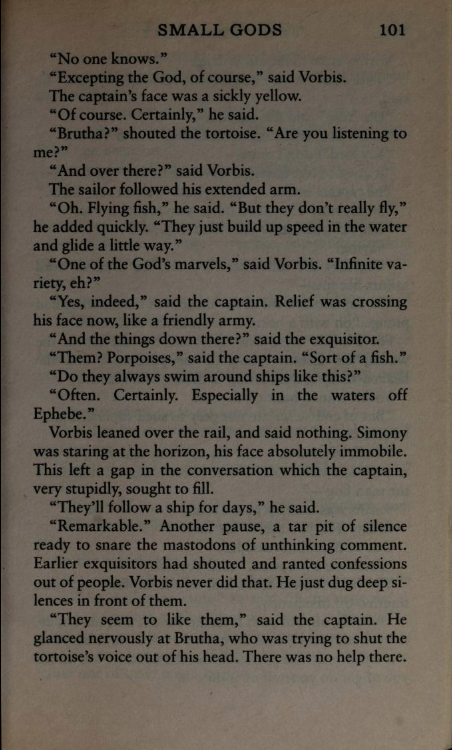 SMALL GODS 101
“No one knows.”
“Excepting the God, of course,” said Vorbis.
The captain’s face was a sickly yellow.
“Of course. Certainly,” he said.
“Brutha?” shouted the tortoise. “Are you listening to
me?”
“And over there?” said Vorbis.
The sailor followed his extended arm.
“Oh. Flying fish,” he said. “But they don’t really fly,”
he added quickly. “They just build up speed in the water
and glide a little way.”
“One of the God’s marvels,” said Vorbis. “Infinite va-
riety, eh?”
“Yes, indeed,” said the captain. Relief was crossing
his face now, like a friendly army.
“And the things down there?” said the exquisitor.
“Them? Porpoises,” said the captain. “Sort of a fish.”
“Do they always swim around ships like this?”
“Often. Certainly. Especially in the waters off
Ephebe.”
Vorbis leaned over the rail, and said nothing. Simony
was staring at the horizon, his face absolutely immobile.
This left a gap in the conversation which the captain,
very stupidly, sought to fill.
“They’ll follow a ship for days,” he said.
“Remarkable.” Another pause, a tar pit of silence
ready to snare the mastodons of unthinking comment.
Earlier exquisitors had shouted and ranted confessions
out of people. Vorbis never did that. He just dug deep si-
lences in front of them.
“They seem to like them,” said the captain. He
glanced nervously at Brutha, who was trying to shut the
tortoise’s voice out of his head. There was no help there.